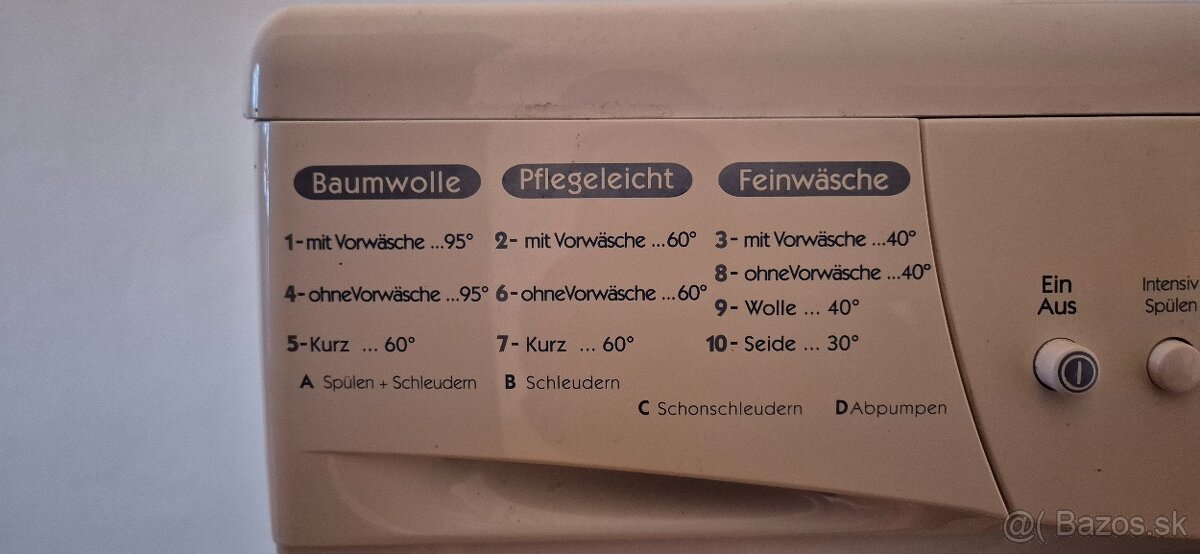 Baumwolle Pflegeleicht Feinwäsche
1-mit Vorwäsche ...95° 2- mit Vorwäsche ...60° 3- mit Vorwäsche ...40°
8- ohneVorwäsche ...40°
4-ohneVorwäsche ...95° 6-ohneVorwäsche ...60°
9- Wolle ... 40°
5-Kurz ... 60° 7- Kurz ... 60° 10- Seide ... 30°
A Spülen + Schleudern B Schleudern
C Schonschleudern D Abpumpen
Ein
Aus
Intensiv
Spülen
@( Bazos.sk